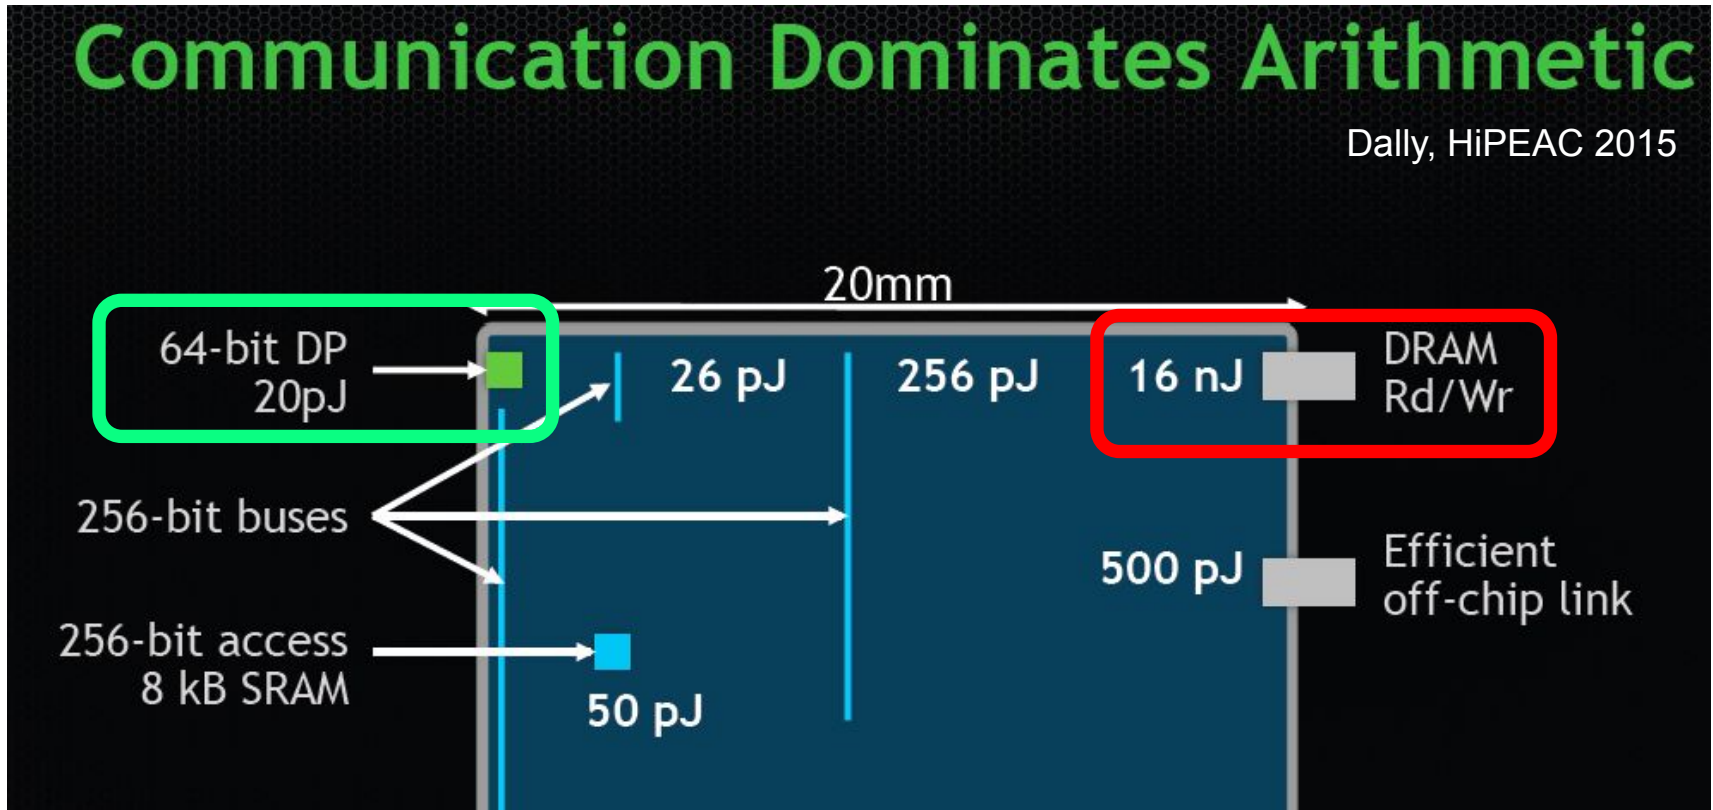 Communication Dominates Arithmetic
Dally, HiPEAC 2015
20mm
64-bit DP
20pJ
26 pJ
256 pJ
16 nJ
DRAM
Rd/Wr
256-bit buses
500 pJ
Efficient
off-chip link
256-bit access
8 kB SRAM
50 pJ